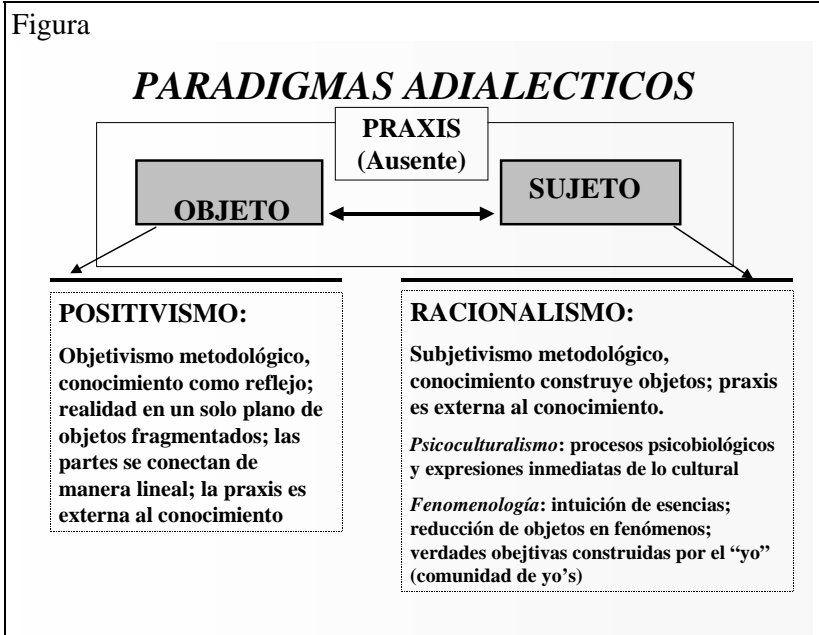 Figura
PARADIGMAS ADIALECTICOS
PRAXIS
(Ausente)
OBJETO
SUJETO
POSITIVISMO:
Objetivismo metodológico,
conocimiento como reflejo;
realidad en un solo plano de
objetos fragmentados; las
partes se conectan de
manera lineal; la praxis es
externa al conocimiento
RACIONALISMO:
Subjetivismo metodológico,
conocimiento construye objetos; praxis
es externa al conocimiento.
Psicoculturalismo: procesos psicobiológicos
y expresiones inmediatas de lo cultural
Fenomenología: intuición de esencias;
reducción de objetos en fenómenos;
verdades obejtivas construidas por el “yo”
(comunidad de yo’s)